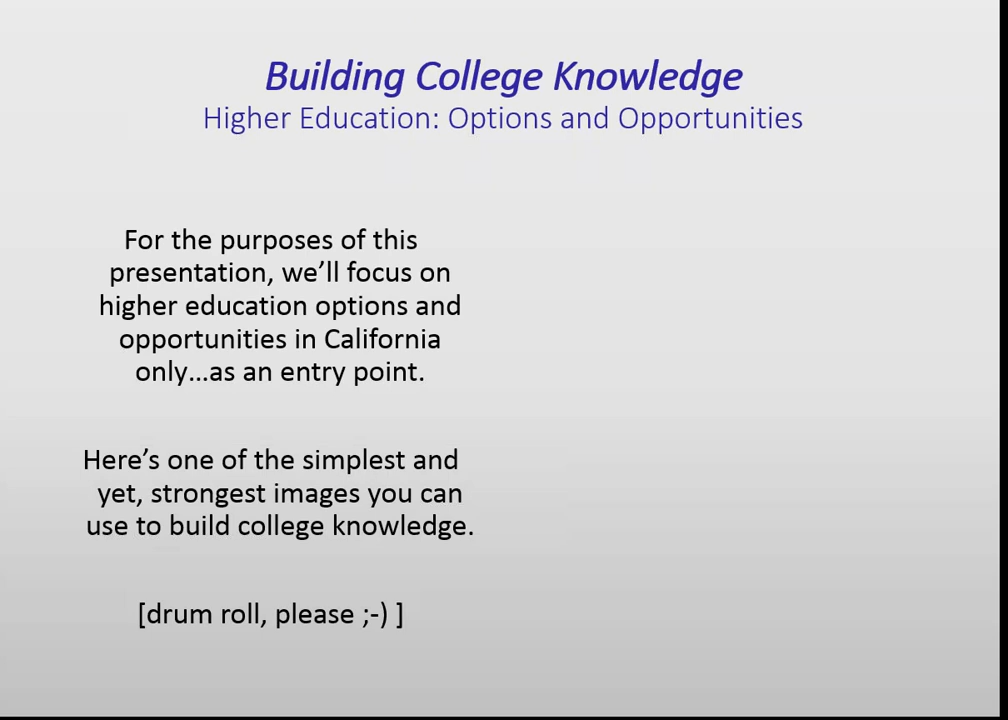 Building College Knowledge
Higher Education: Options and Opportunities
For the purposes of this
presentation, we’ll focus on
higher education options and
opportunities in California
only…as an entry point.
Here’s one of the simplest and
yet, strongest images you can
use to build college knowledge.
[drum roll, please ;-) ]